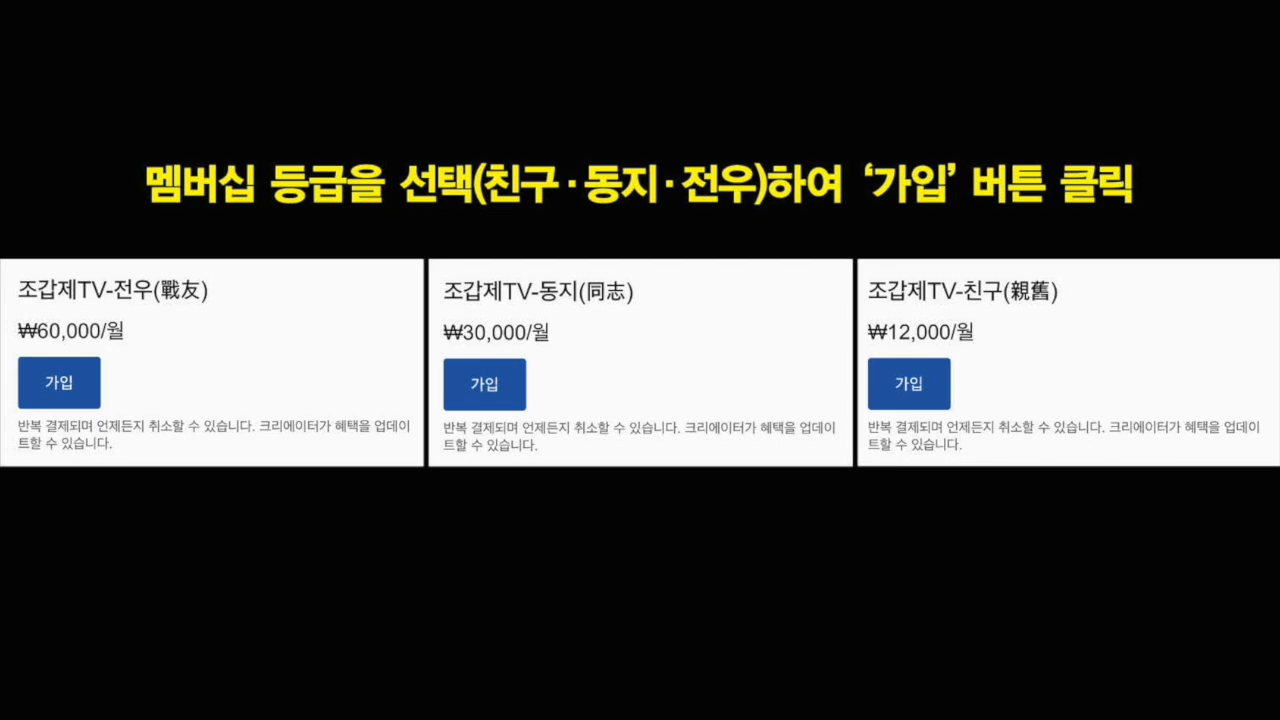 멤버십 등급을 선택(친구·동지·전우)하여 ‘가입’ 버튼 클릭
조갑제TV-전우(戰友)
₩60,000/월
가입
반복 결제되며 언제든지 취소할 수 있습니다. 크리에이터가 혜택을 업데이
트할 수 있습니다.
조갑제TV-동지(同志)
₩30,000/월
가입
반복 결제되며 언제든지 취소할 수 있습니다. 크리에이터가 혜택을 업데이
트할 수 있습니다.
조갑제TV-친구(親舊)
₩12,000/월
가입
반복 결제되며 언제든지 취소할 수 있습니다. 크리에이터가 혜택을 업데이
트할 수 있습니다.